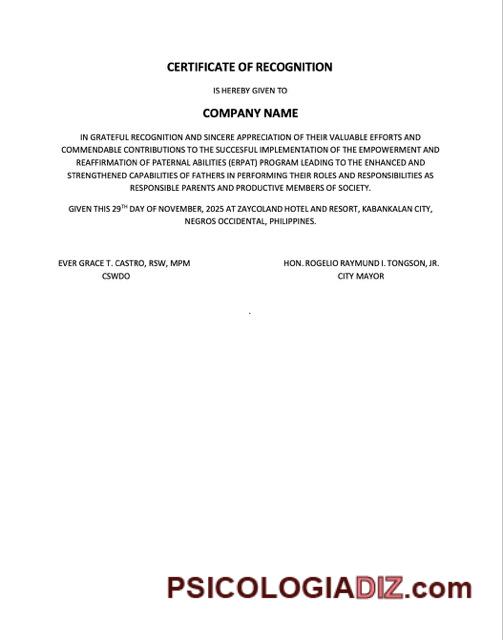 CERTIFICATE OF RECOGNITION
IS HEREBY GIVEN TO
COMPANY NAME
IN GRATEFUL RECOGNITION AND SINCERE APPRECIATION OF THEIR VALUABLE EFFORTS AND
COMMENDABLE CONTRIBUTIONS TO THE SUCCESFUL IMPLEMENTATION OF THE EMPOWERMENT AND
REAFFIRMATION OF PATERNAL ABILITIES (ERPAT) PROGRAM LEADING TO THE ENHANCED AND
STRENGTHENED CAPABILITIES OF FATHERS IN PERFORMING THEIR ROLES AND RESPONSIBILITIES AS
RESPONSIBLE PARENTS AND PRODUCTIVE MEMBERS OF SOCIETY.
GIVEN THIS 29TH DAY OF NOVEMBER, 2025 AT ZAYCOLAND HOTEL AND RESORT, KABANKALAN CITY,
NEGROS OCCIDENTAL, PHILIPPINES.
EVER GRACE T. CASTRO, RSW, MPM HON. ROGELIO RAYMUND I. TONGSON, JR.
CSWDO CITY MAYOR
.
PSICOLOGIADIZ.com